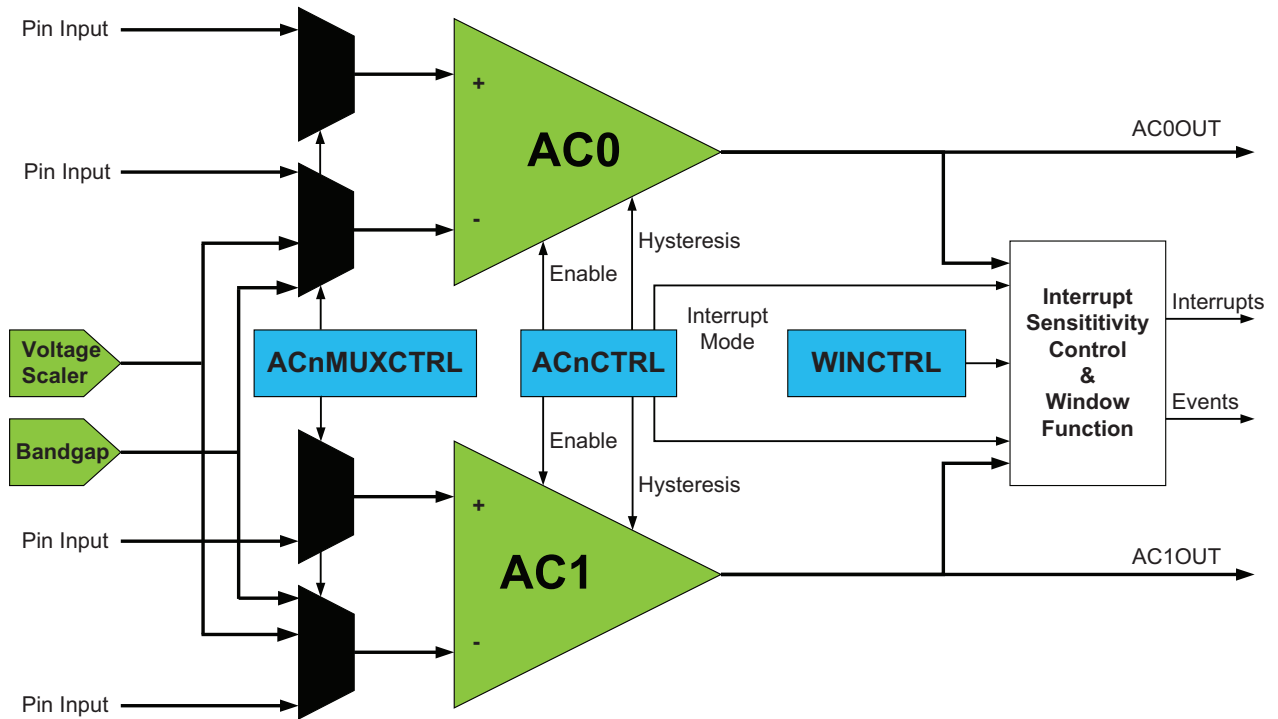 Pin Input
+
AC0
AC0OUT
Pin Input
-
Hysteresis
Enable
Interrupt
Mode
Interrupt
Sensititivity
Control
&
Window
Function
Interrupts
Events
Voltage
Scaler
ACnMUXCTRL
ACnCTRL
WINCTRL
Bandgap
Enable
Hysteresis
+
Pin Input
AC1
AC1OUT
-
Pin Input